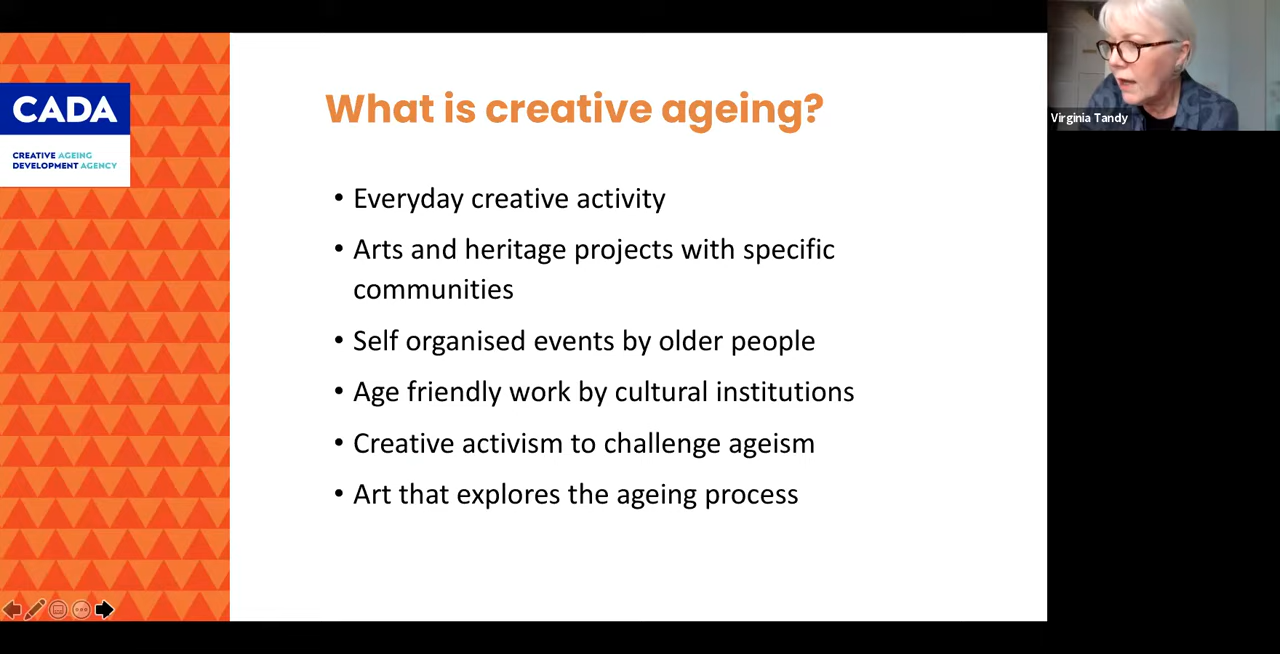 CADA
CREATIVE AGEING
DEVELOPMENT AGENCY
What is creative ageing?
• Everyday creative activity
• Arts and heritage projects with specific
communities
• Self organised events by older people
• Age friendly work by cultural institutions
• Creative activism to challenge ageism
• Art that explores the ageing process
Virginia Tandy